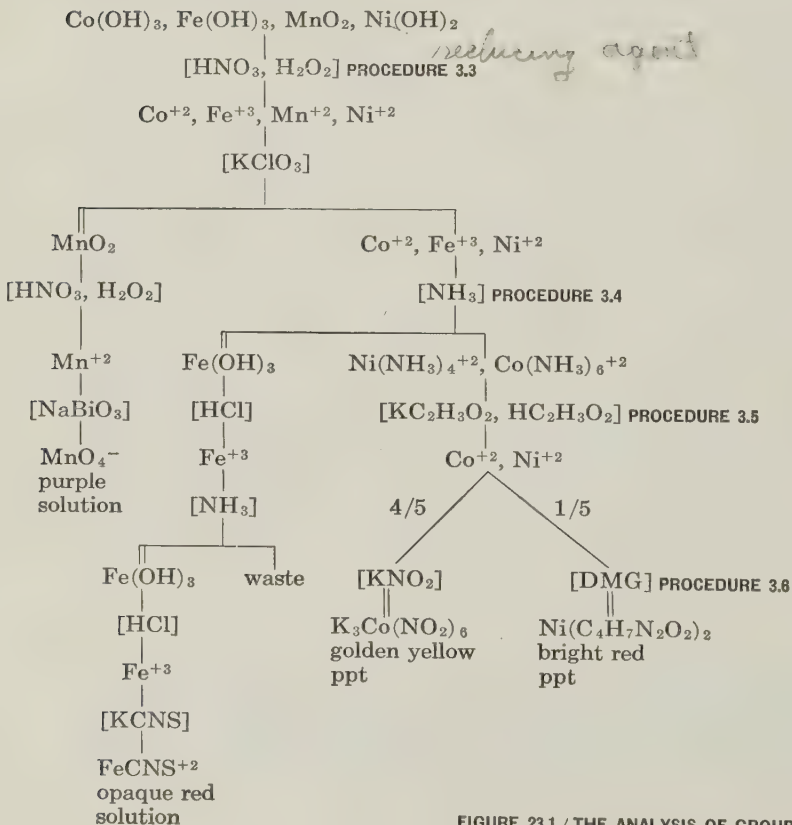 Co(OH)₃, Fe(OH)₃, MnO₂, Ni(OH)₂
reducing agent
[HNO₃, H₂O₂] PROCEDURE 3.3
Co⁺², Fe⁺³, Mn⁺², Ni⁺²
[KClO₃]
MnO₂ Co⁺², Fe⁺³, Ni⁺²
[HNO₃, H₂O₂] [NH₃] PROCEDURE 3.4
Mn⁺² Fe(OH)₃ Ni(NH₃)₄⁺², Co(NH₃)₆⁺²
[NaBiO₃] [HCl] [KC₂H₃O₂, HC₂H₃O₂] PROCEDURE 3.5
MnO₄⁻ Fe⁺³ Co⁺², Ni⁺²
purple
solution [NH₃] 4/5 1/5
Fe(OH)₃ waste [KNO₂] [DMG] PROCEDURE 3.6
[HCl] K₃Co(NO₂)₆ Ni(C₄H₇N₂O₂)₂
golden yellow bright red
Fe⁺³ ppt ppt
[KCNS]
FeCNS⁺²
opaque red
solution
FIGURE 23.1 / THE ANALYSIS OF GROUP